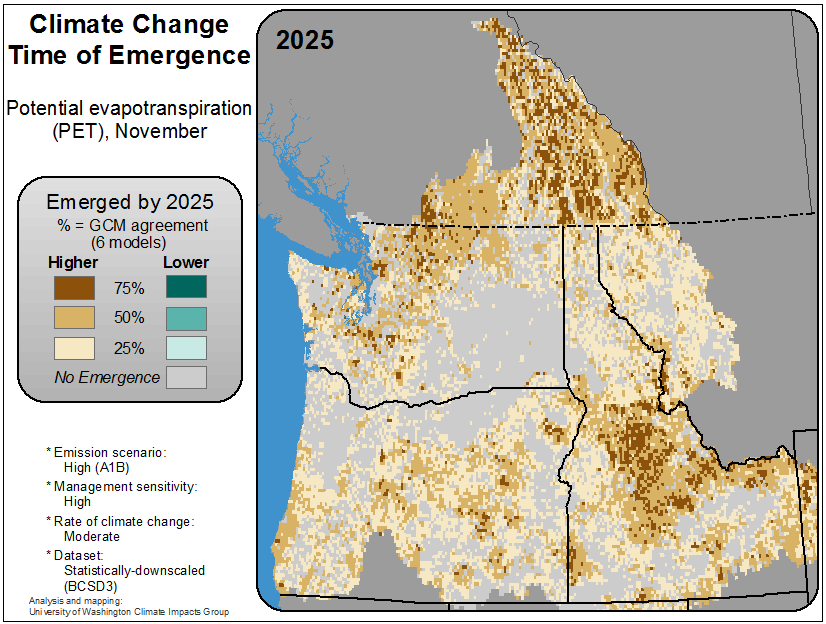 Climate Change
Time of Emergence
Potential evapotranspiration
(PET), November
Emerged by 2025
% = GCM agreement
(6 models)
Higher Lower
75%
50%
25%
No Emergence
* Emission scenario:
High (A1B)
* Management sensitivity:
High
* Rate of climate change:
Moderate
* Dataset:
Statistically-downscaled
(BCSD3)
Analysis and mapping:
University of Washington Climate Impacts Group
2025